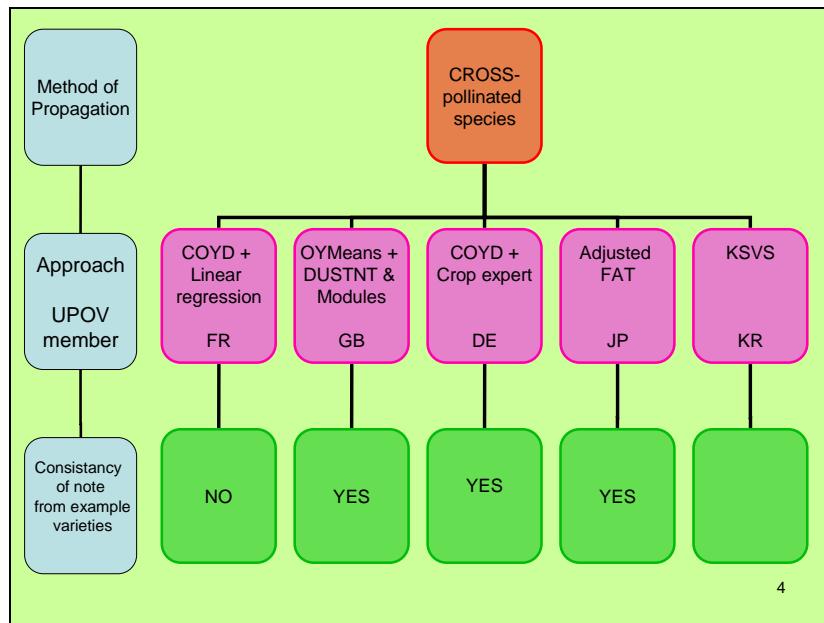 Method of
Propagation
CROSS-
pollinated
species
Approach
UPOV
member
COYD +
Linear
regression
FR
OYMeans +
DUSTNT &
Modules
GB
COYD +
Crop expert
DE
Adjusted
FAT
JP
KSVS
KR
Consistancy
of note
from example
varieties
NO
YES
YES
YES
4